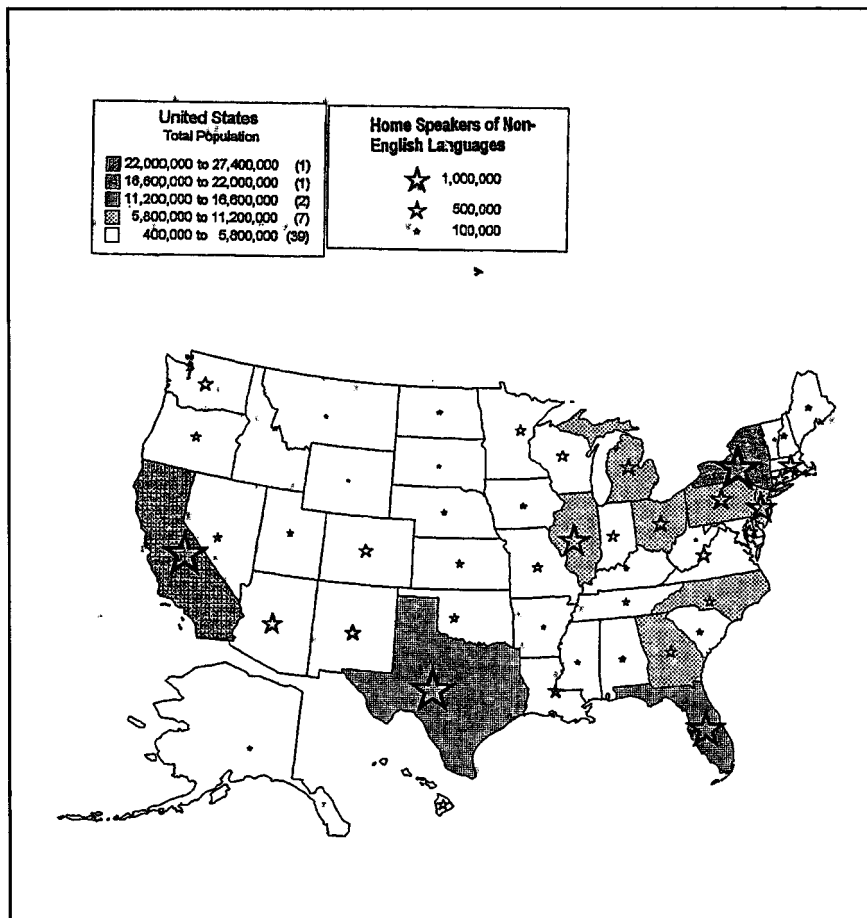 United States
Total Population
22,000,000 to 27,400,000 (1)
16,600,000 to 22,000,000 (1)
11,200,000 to 16,600,000 (2)
5,800,000 to 11,200,000 (7)
400,000 to 5,800,000 (39)
Home Speakers of Non-
English Languages
1,000,000
500,000
100,000